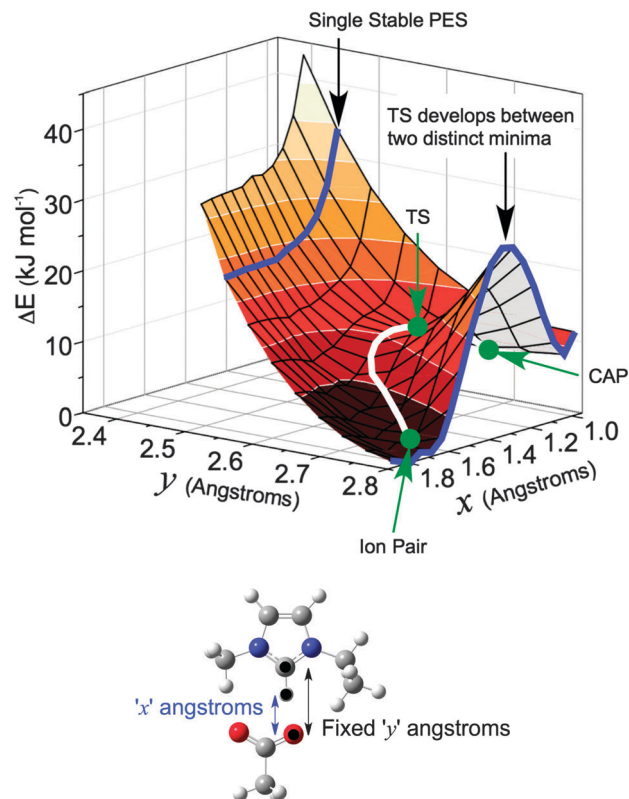 Single Stable PES
TS develops between
two distinct minima
TS
40
30
20
10
0
ΔE (kJ mol⁻¹)
CAP
2.4
2.5
2.6
2.7
2.8
y (Angstroms)
1.8
1.6
1.4
1.2
1.0
x (Angstroms)
Ion Pair
'x' angstroms
Fixed 'y' angstroms